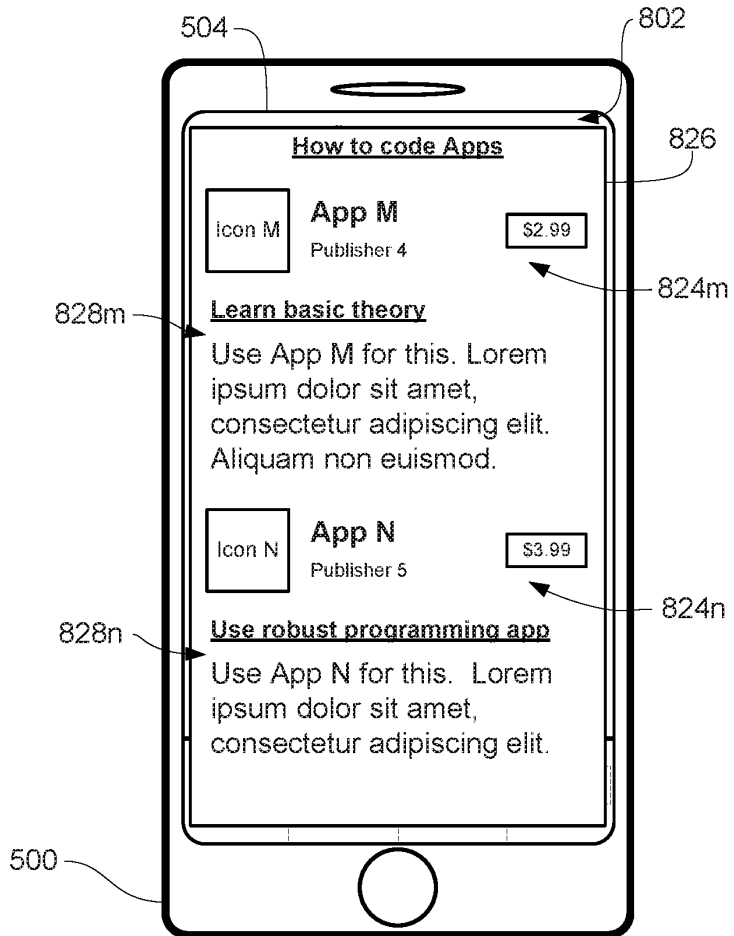 504
802
How to code Apps
826
Icon M
App M
Publisher 4
$2.99
824m
828m
Learn basic theory
Use App M for this. Lorem
ipsum dolor sit amet,
consectetur adipiscing elit.
Aliquam non euismod.
Icon N
App N
Publisher 5
$3.99
824n
828n
Use robust programming app
Use App N for this. Lorem
ipsum dolor sit amet,
consectetur adipiscing elit.
500